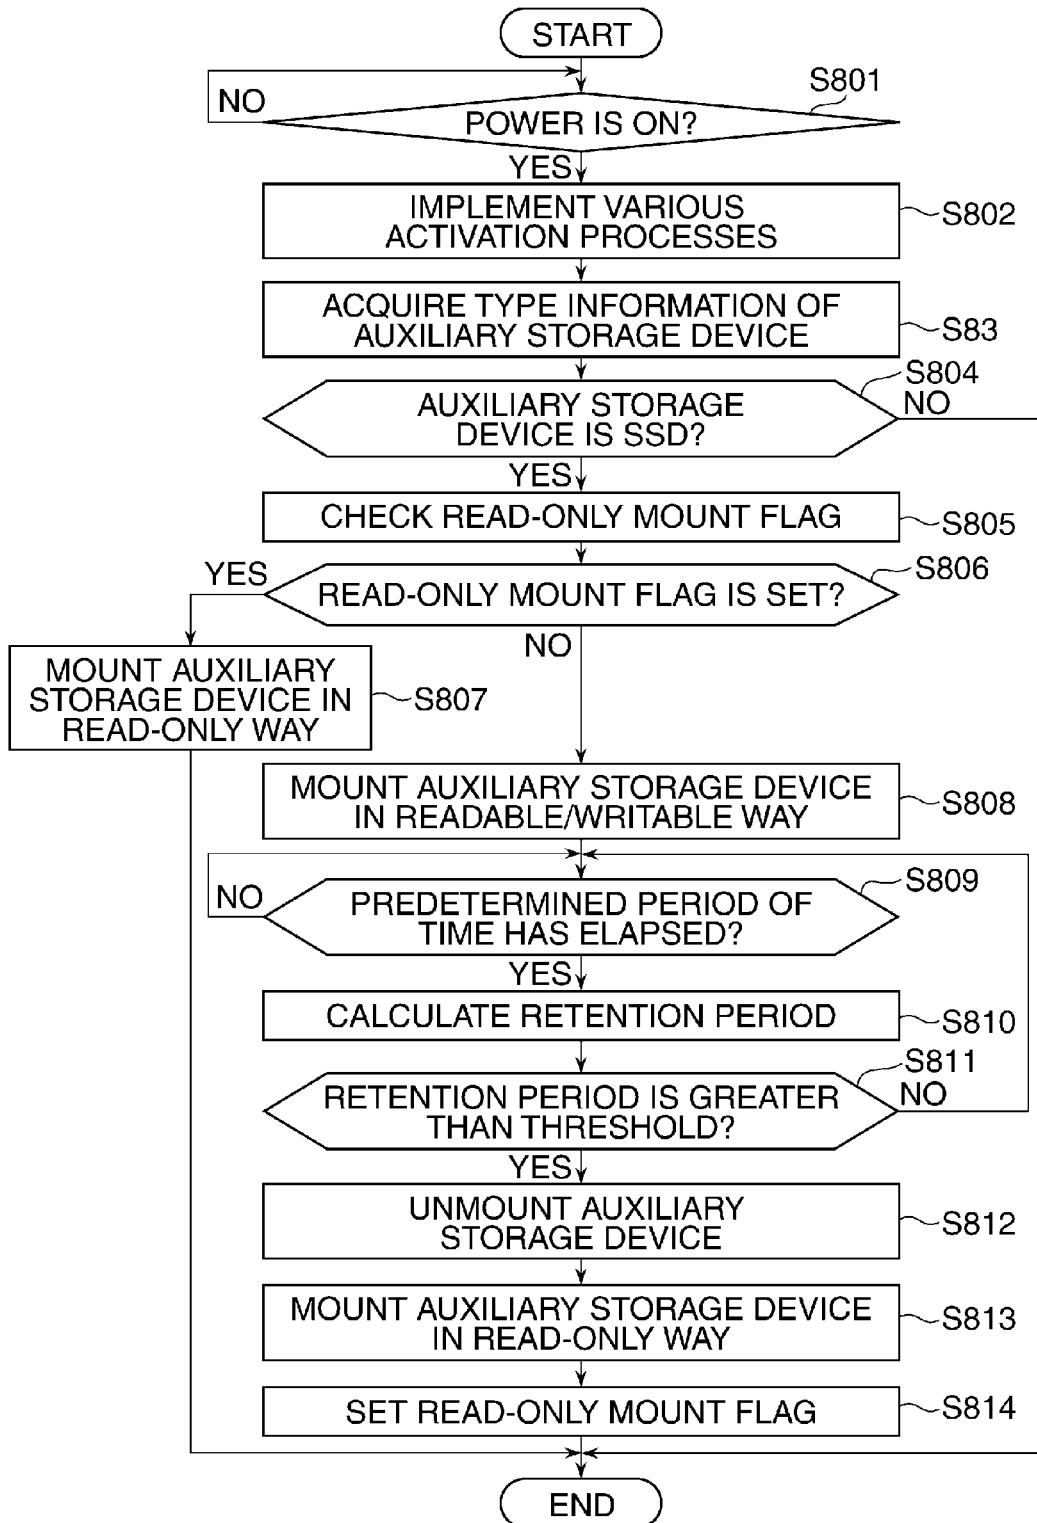 START
NO
S801
POWER IS ON?
YES
IMPLEMENT VARIOUS
ACTIVATION PROCESSES
S802
ACQUIRE TYPE INFORMATION OF
AUXILIARY STORAGE DEVICE
S83
S804
AUXILIARY STORAGE
DEVICE IS SSD?
NO
YES
CHECK READ-ONLY MOUNT FLAG
S805
S806
YES
READ-ONLY MOUNT FLAG IS SET?
NO
MOUNT AUXILIARY
STORAGE DEVICE IN
READ-ONLY WAY
S807
MOUNT AUXILIARY STORAGE DEVICE
IN READABLE/WRITABLE WAY
S808
S809
NO
PREDETERMINED PERIOD OF
TIME HAS ELAPSED?
YES
CALCULATE RETENTION PERIOD
S810
S811
RETENTION PERIOD IS GREATER
THAN THRESHOLD?
NO
YES
UNMOUNT AUXILIARY
STORAGE DEVICE
S812
MOUNT AUXILIARY STORAGE DEVICE
IN READ-ONLY WAY
S813
SET READ-ONLY MOUNT FLAG
S814
END